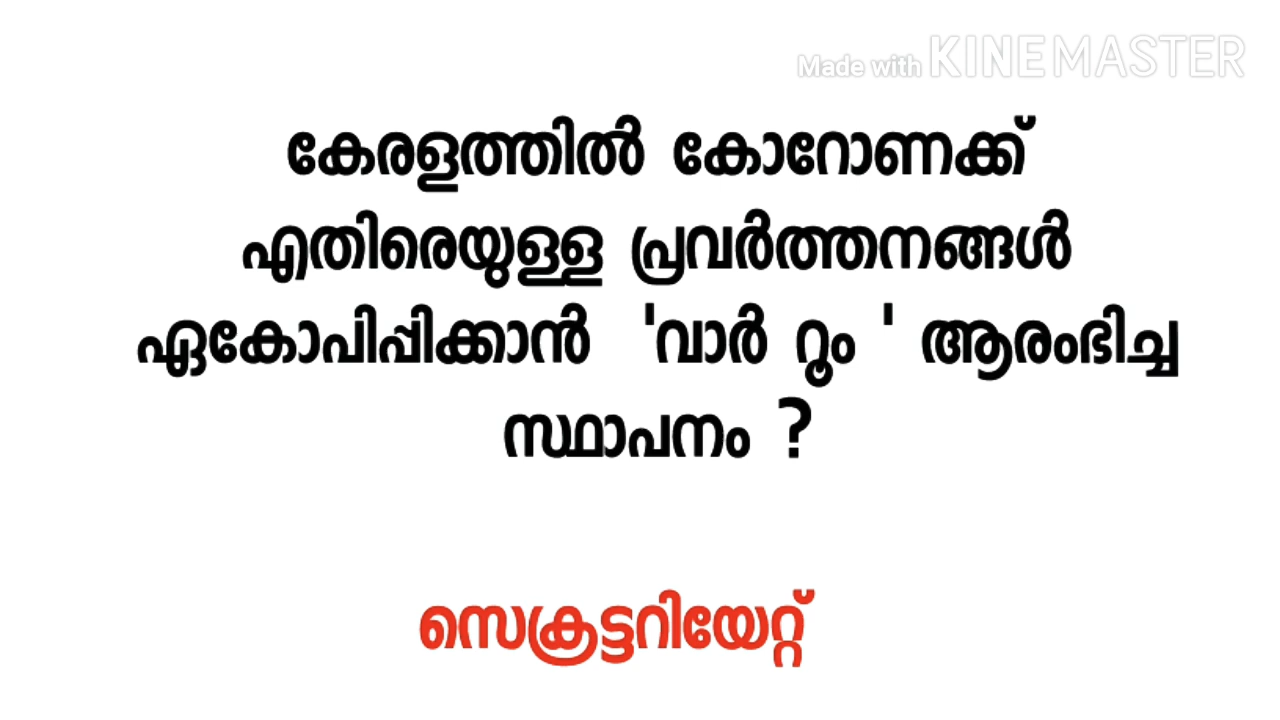 Made with KINEMASTER
കേരളത്തിൽ കോറോണക്ക്
എതിരെയുള്ള പ്രവർത്തനങ്ങൾ
ഏകോപിപ്പിക്കാൻ 'വാർ റൂം ' ആരംഭിച്ച
സ്ഥാപനം ?
സെക്രട്ടറിയേറ്റ്